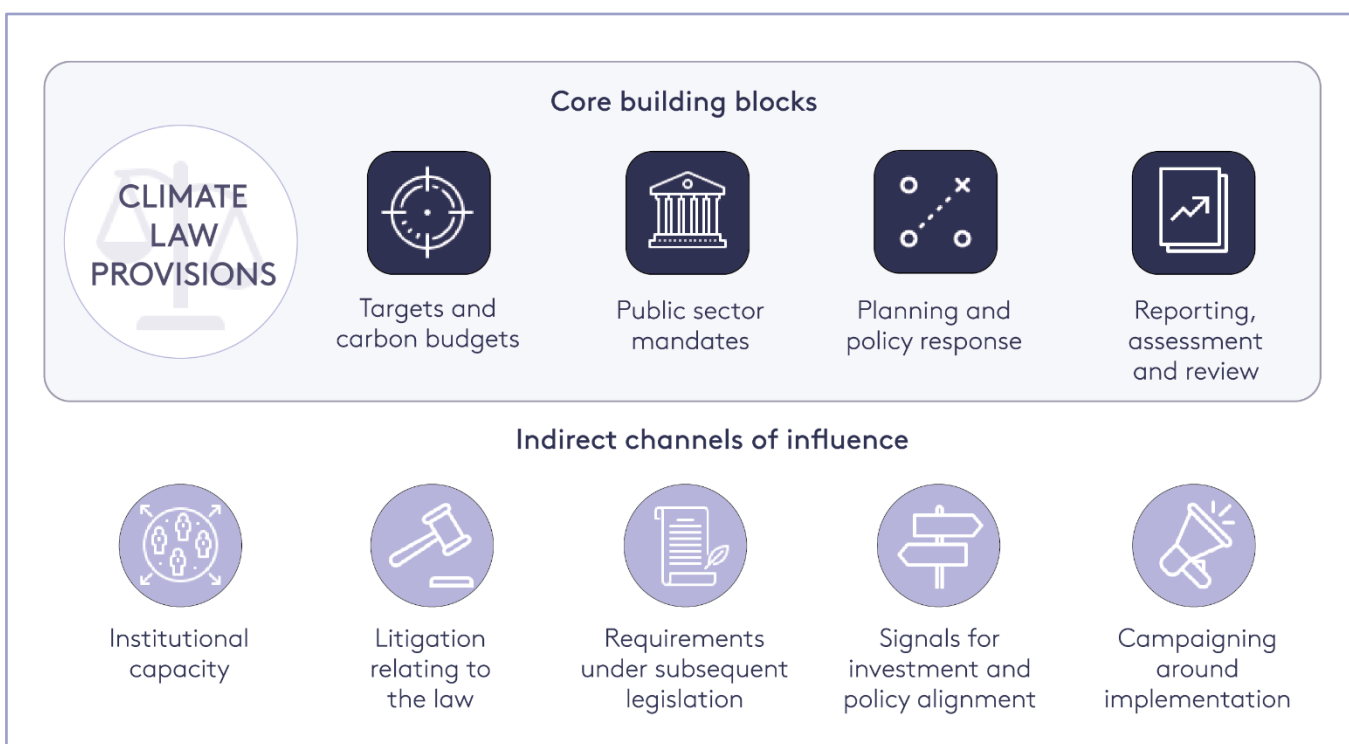 Core building blocks
CLIMATE
LAW
PROVISIONS
Targets and
carbon budgets
Public sector
mandates
Planning and
policy response
Reporting,
assessment
and review
Indirect channels of influence
Institutional
capacity
Litigation
relating to
the law
Requirements
under subsequent
legislation
Signals for
investment and
policy alignment
Campaigning
around
implementation